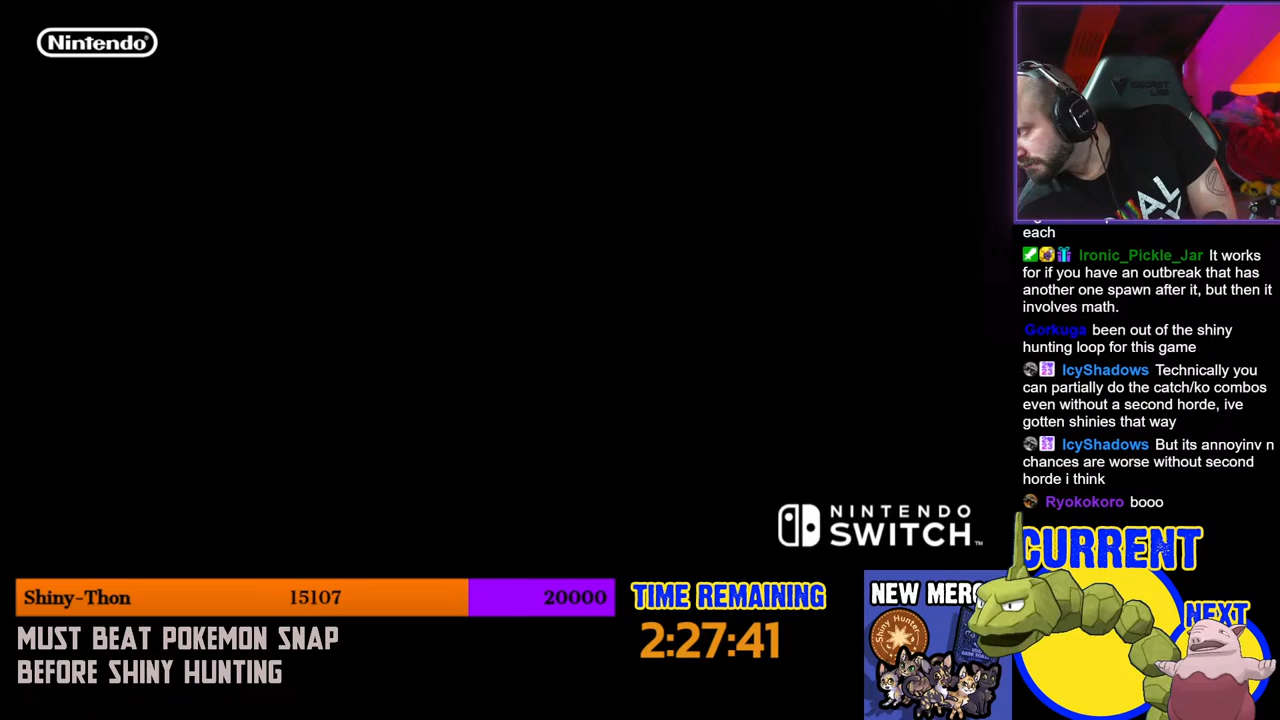 Nintendo
each
Ironic_Pickle_Jar It works
for if you have an outbreak that has
another one spawn after it, but then it
involves math.
Gorkuga been out of the shiny
hunting loop for this game
IcyShadows Technically you
can partially do the catch/ko combos
even without a second horde, ive
gotten shinies that way
IcyShadows But its annoyinv n
chances are worse without second
horde i think
Ryokokoro booo
NINTENDO
SWITCH
CURRENT
Shiny-Thon 15107 20000
TIME REMAINING
2:27:41
MUST BEAT POKEMON SNAP
BEFORE SHINY HUNTING
NEW MERC
Shiny Hunter
NEXT